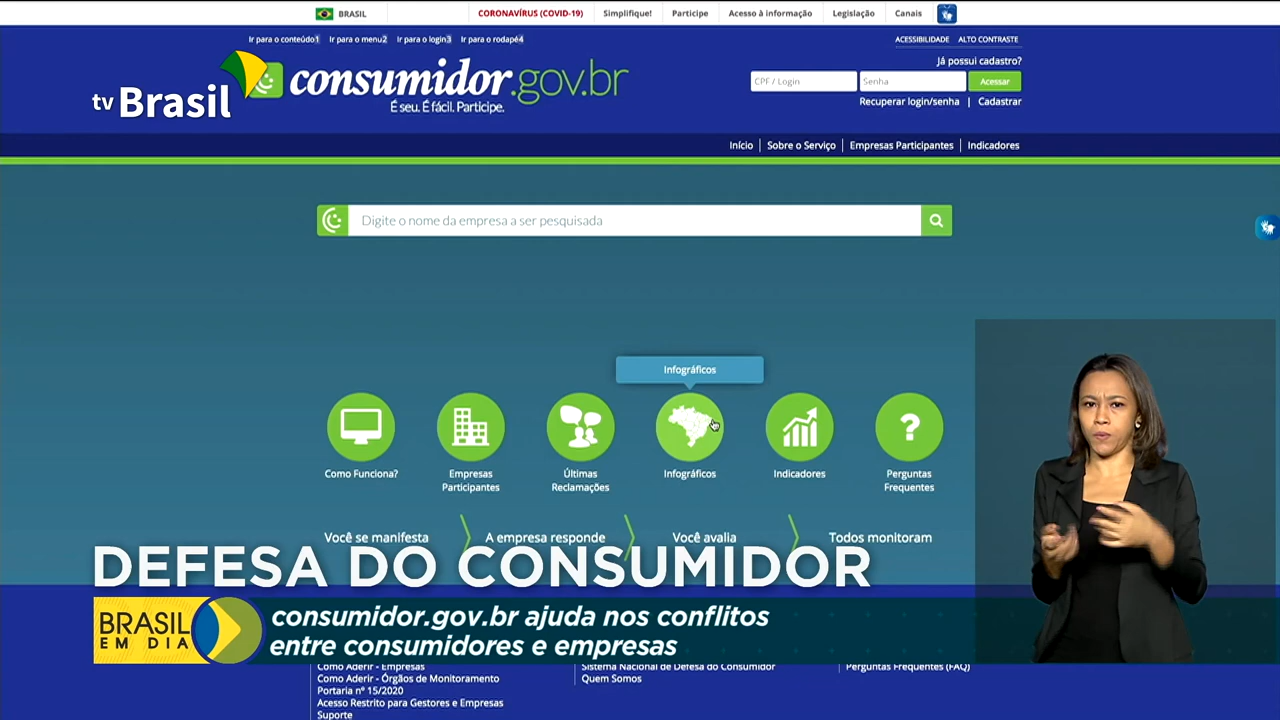 BRASIL
CORONAVÍRUS (COVID-19)
Simplifique!
Participe
Acesso à informação
Legislação
Canais
Ir para o conteúdo1
Ir para o menu2
Ir para o login3
Ir para o rodapé4
ACESSIBILIDADE
ALTO CONTRASTE
tv Brasil
consumidor.gov.br
É seu. É fácil. Participe.
Já possui cadastro?
CPF / Login
Senha
Acessar
Recuperar login/senha | Cadastrar
Início
Sobre o Serviço
Empresas Participantes
Indicadores
Digite o nome da empresa a ser pesquisada
Infográficos
Como Funciona?
Empresas
Participantes
Últimas
Reclamações
Infográficos
Indicadores
?
Perguntas
Frequentes
Você se manifesta
A empresa responde
Você avalia
Todos monitoram
DEFESA DO CONSUMIDOR
BRASIL
EM DIA
consumidor.gov.br ajuda nos conflitos
entre consumidores e empresas
Como Aderir - Empresas
Como Aderir - Órgãos de Monitoramento
Portaria nº 15/2020
Acesso Restrito para Gestores e Empresas
Suporte
Sistema Nacional de Defesa do Consumidor
Quem Somos
Perguntas Frequentes (FAQ)